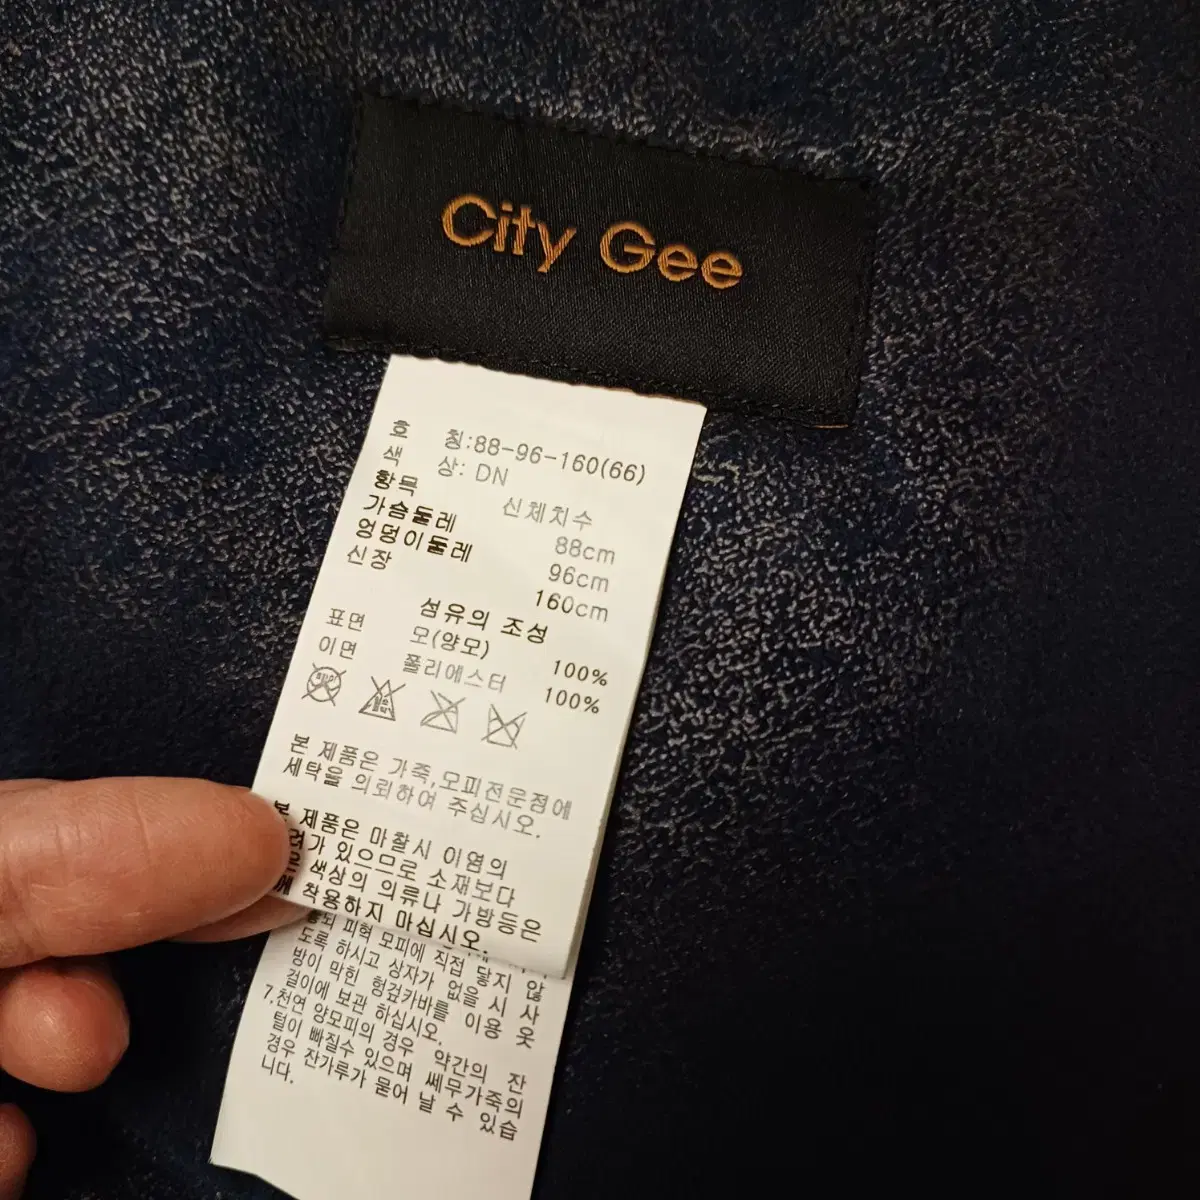 City Gee
호 칭:88-96-160(66)
색 상: DN
항목 신체치수
가슴둘레 88cm
엉덩이둘레 96cm
신장 160cm
섬유의 조성
표면 모(양모) 100%
이면 폴리에스터 100%
본 제품은 가죽,모피전문점에
세탁을 의뢰하여 주십시오.
본 제품은 마찰시 이염의
가 있으므로 소재보다
색상의 의류나 가방등은
께 착용하지 마십시오.
피혁 모피에 직접 닿지 않
도록 하시고 상자가 없을 시 사
방이 막힌 헝겊카바를 이용 옷
걸이에 보관 하십시오.
7.천연 양모피의 경우 약간의 잔
털이 빠질수 있으며 쎄무가죽의
경우 잔가루가 묻어 날 수 있습
니다.